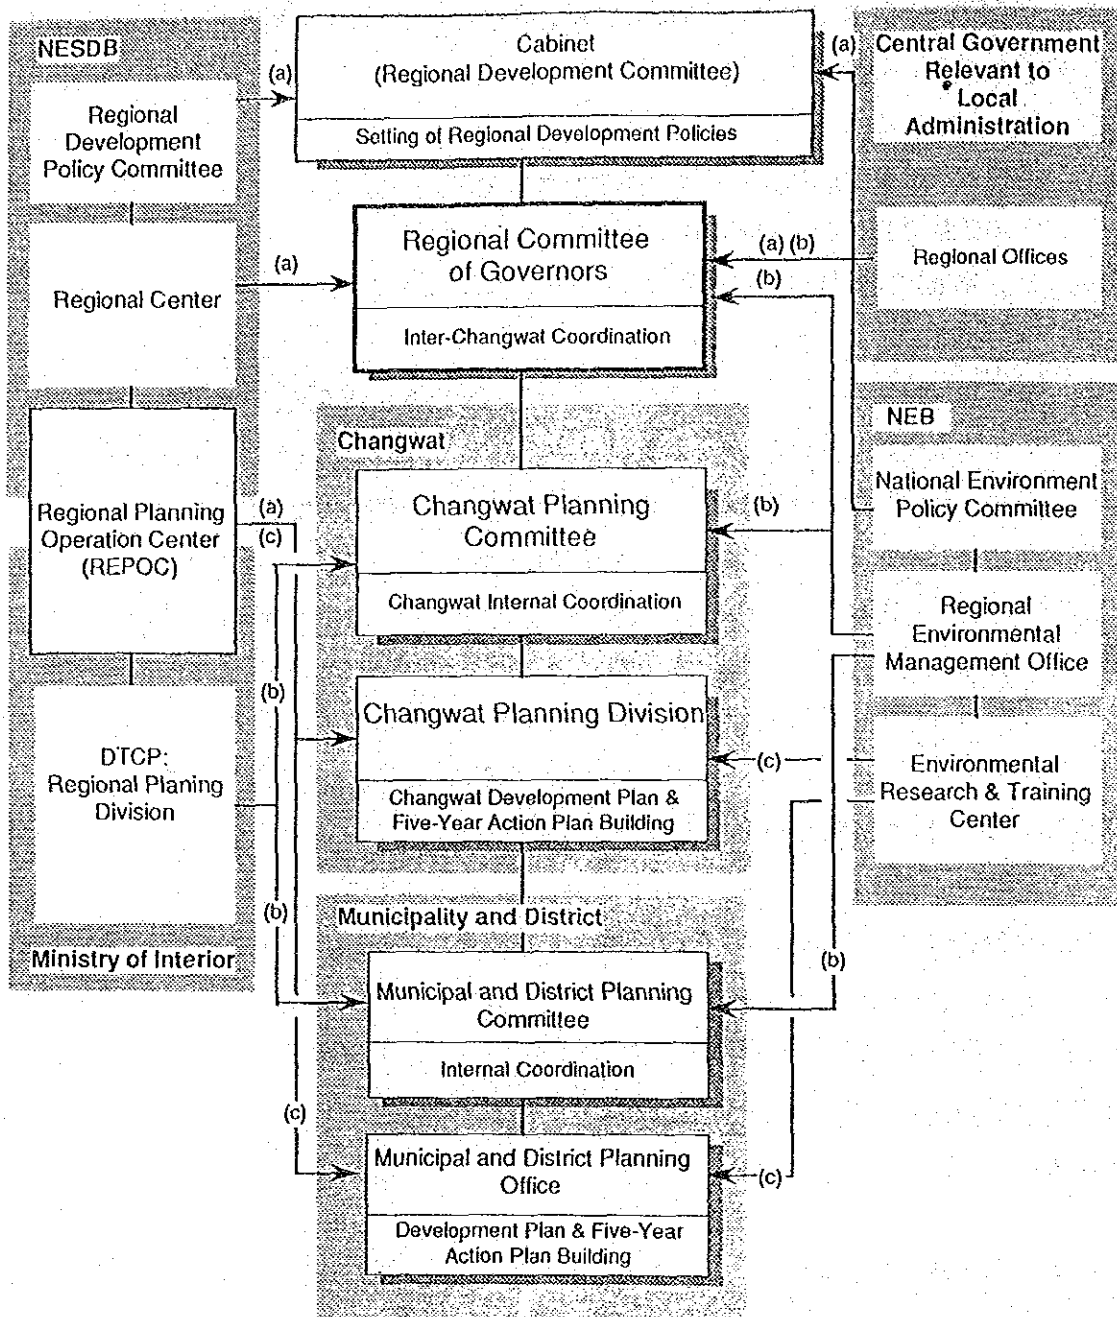 NESDB
Regional
Development
Policy Committee
Regional Center
Regional Planning
Operation Center
(REPOC)
DTCP:
Regional Planing
Division
Ministry of Interior
(a)
(a)
(a)
(c)
(b)
(b)
(c)
Cabinet
(Regional Development Committee)
Setting of Regional Development Policies
Regional Committee
of Governors
Inter-Changwat Coordination
Changwat
Changwat Planning
Committee
Changwat Internal Coordination
Changwat Planning Division
Changwat Development Plan &
Five-Year Action Plan Building
Municipality and District
Municipal and District Planning
Committee
Internal Coordination
Municipal and District Planning
Office
Development Plan & Five-Year
Action Plan Building
(a)
(a) (b)
(b)
(b)
(c)
(b)
(c)
Central Government
Relevant to
Local
Administration
Regional Offices
NEB
National Environment
Policy Committee
Regional
Environmental
Management Office
Environmental
Research & Training
Center